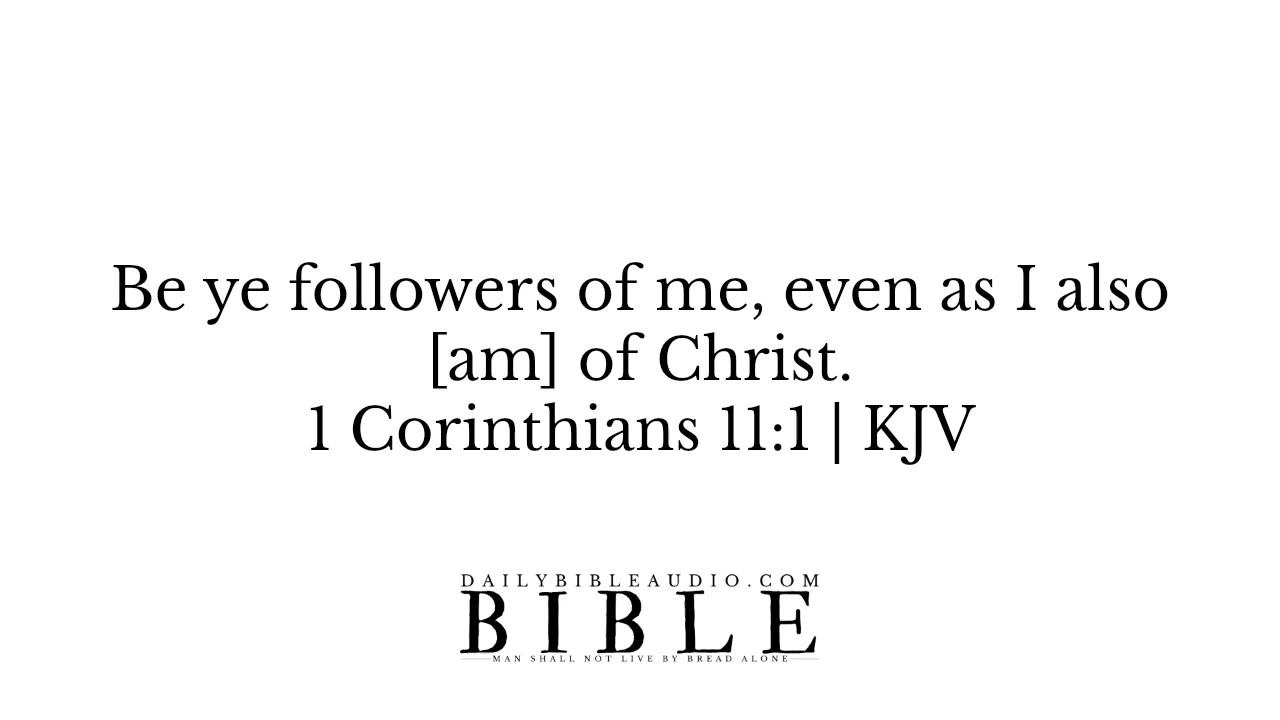 Be ye followers of me, even as I also
[am] of Christ.
1 Corinthians 11:1 | KJV
DAILYBIBLEAUDIO.COM
BIBLE
MAN SHALL NOT LIVE BY BREAD ALONE